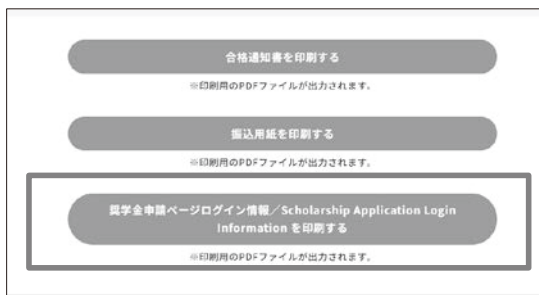 合格通知書を印刷する
※印刷用のPDFファイルが出力されます。
振込用紙を印刷する
※印刷用のPDFファイルが出力されます。
奨学金申請ページログイン情報／Scholarship Application Login
Information を印刷する
※印刷用のPDFファイルが出力されます。